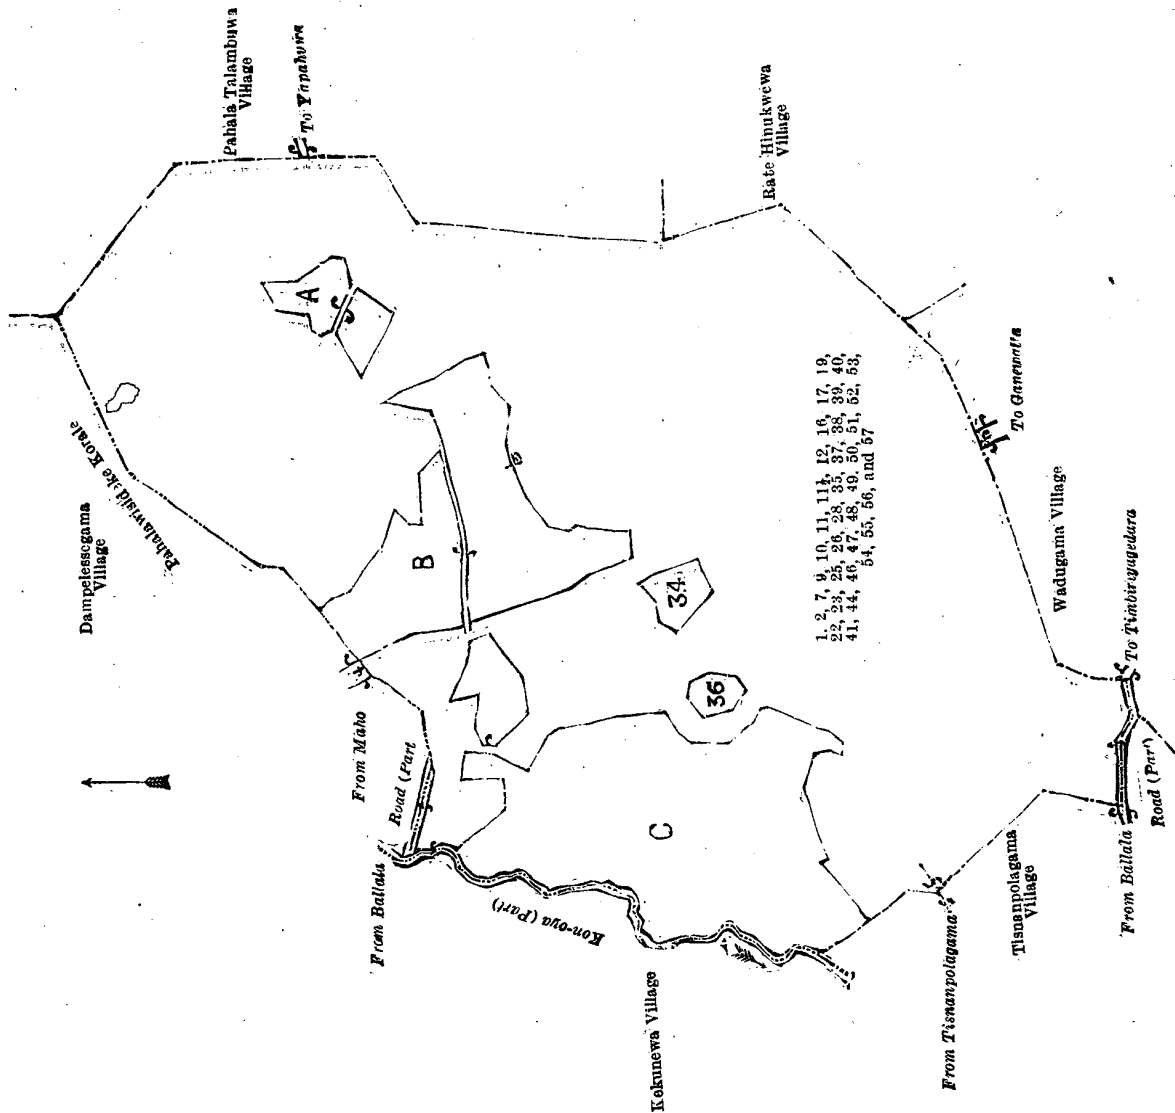 Dampelessegama
Village
Pahalawisideke Korale
Pahala Talambuwa
Village
To Yapahuwa
From Maho
Road (Part
From Ballala
Kon-oya (Part)
Kekunewa Village
A
B
C
34
36
Rate Hinukwewa
Village
1, 2, 7, 9, 10, 11, 11½, 12, 16, 17, 19,
22, 23, 25, 26, 28, 35, 37, 38, 39, 40,
41, 44, 46, 47, 48, 49, 50, 51, 52, 53,
54, 55, 56, and 57
To Ganewatta
Wadugama Village
To Timbiriyagedara
Road (Part)
From Ballala
Tisnanpolagama
Village
From Tisnanpolagama